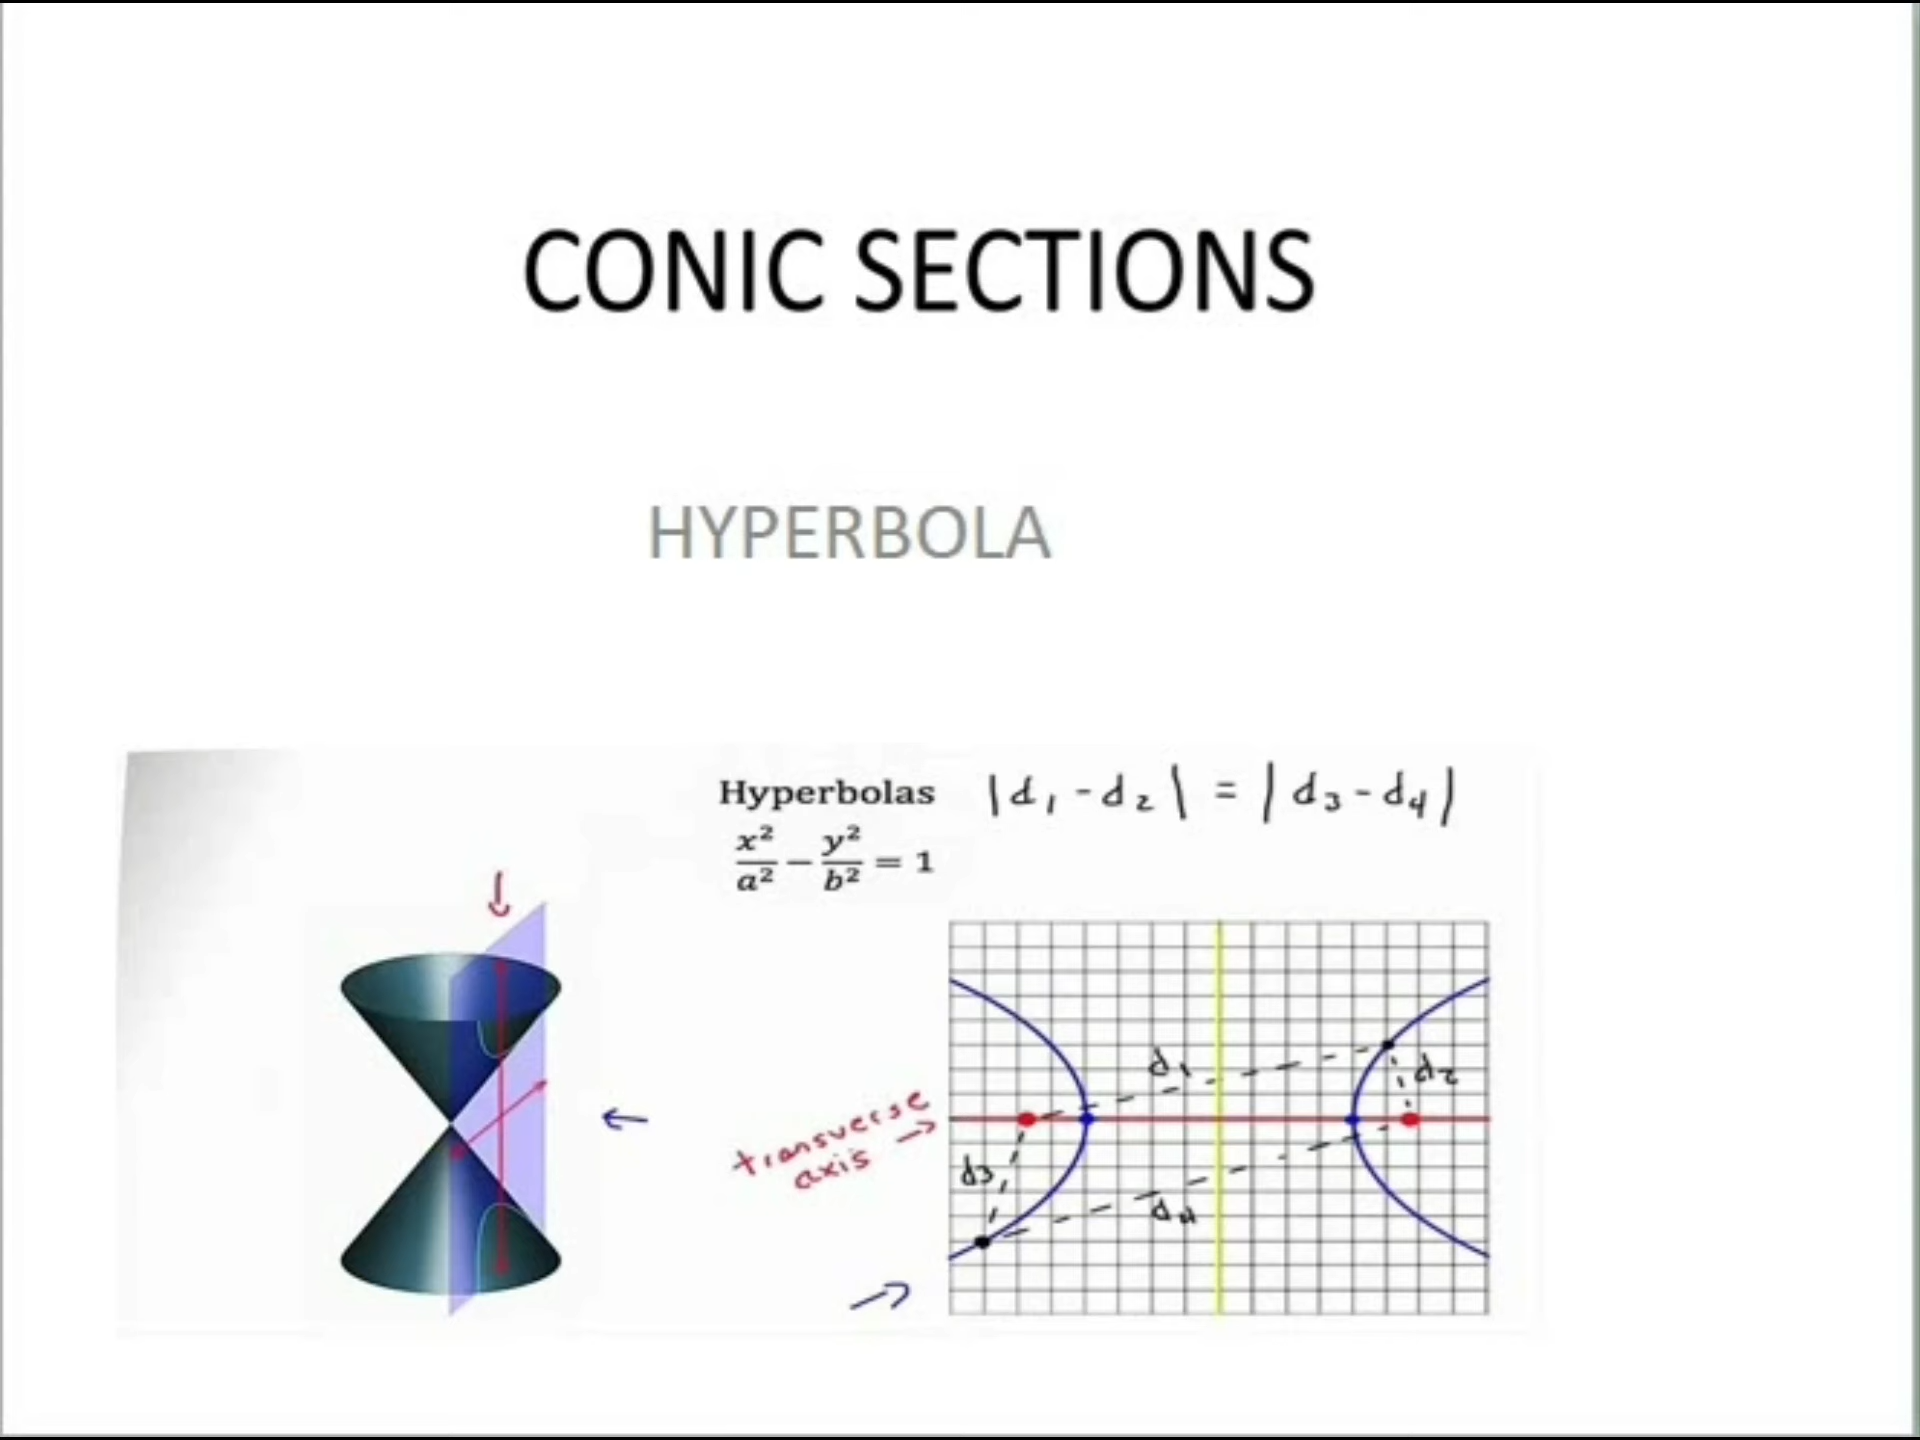 CONIC SECTIONS
HYPERBOLA
Hyperbolas |d₁ - d₂| = |d₃ - d₄|
x²/a² − y²/b² = 1
d₁
d₂
transverse
axis
d₃
d₄